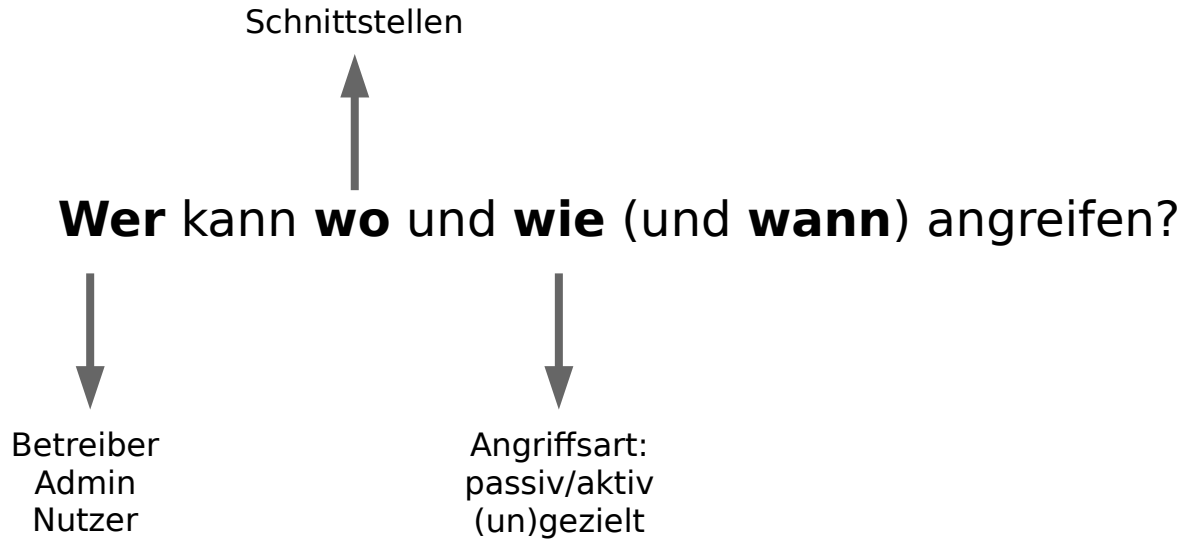 Schnittstellen
Wer kann wo und wie (und wann) angreifen?
Betreiber
Admin
Nutzer
Angriffsart:
passiv/aktiv
(un)gezielt